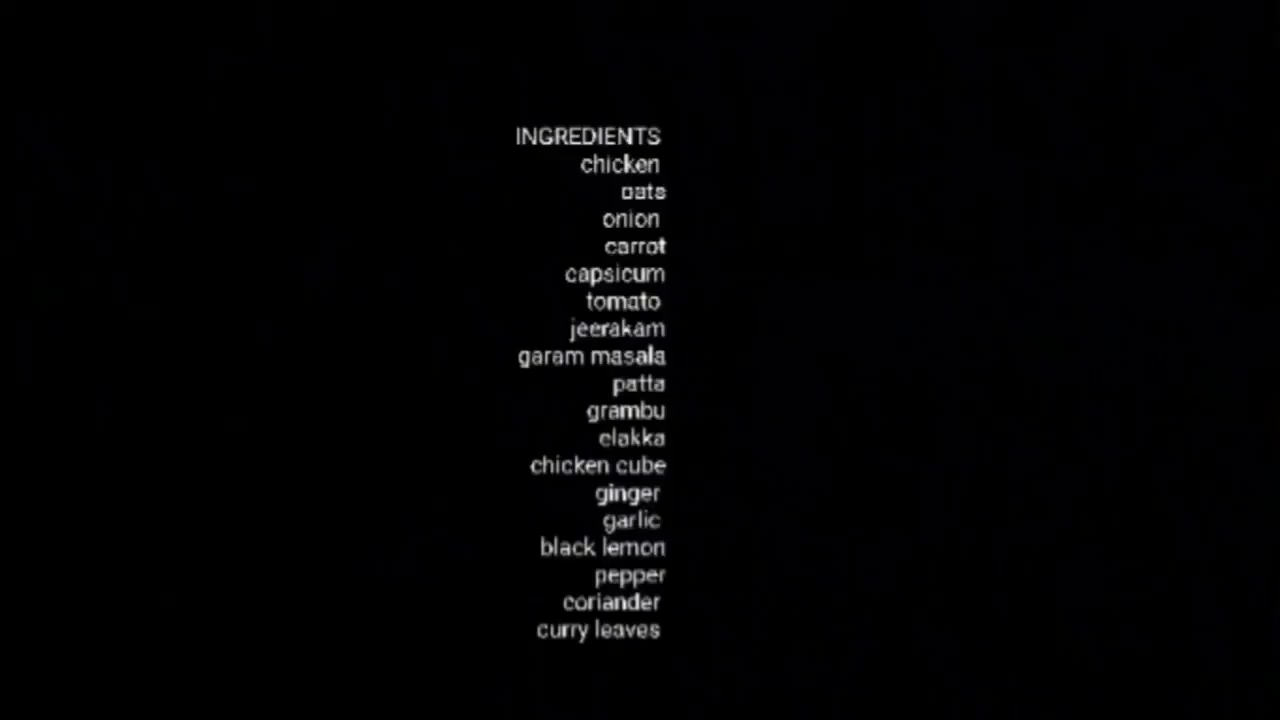 INGREDIENTS
chicken
oats
onion
carrot
capsicum
tomato
jeerakam
garam masala
patta
grambu
elakka
chicken cube
ginger
garlic
black lemon
pepper
coriander
curry leaves